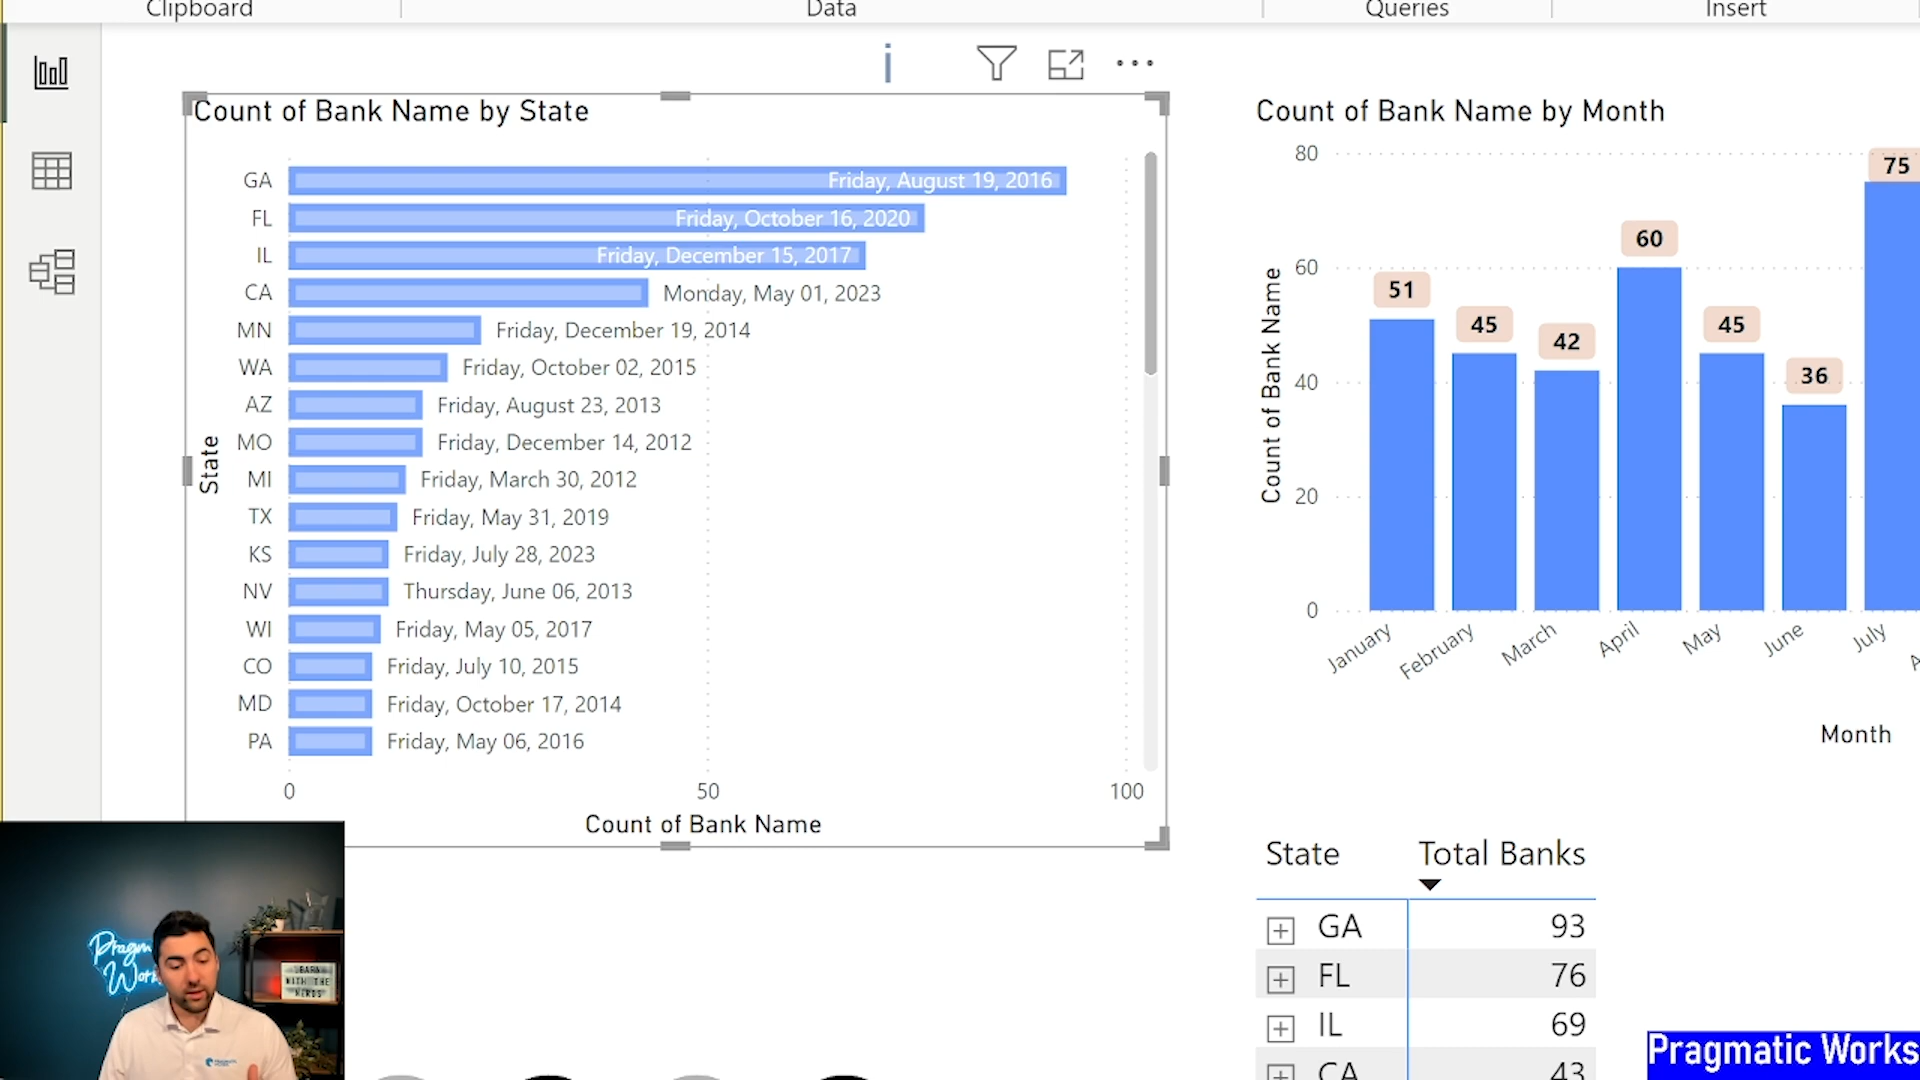 Clipboard
Data
Queries
Insert
Count of Bank Name by State
GA Friday, August 19, 2016
FL Friday, October 16, 2020
IL Friday, December 15, 2017
CA Monday, May 01, 2023
MN Friday, December 19, 2014
WA Friday, October 02, 2015
AZ Friday, August 23, 2013
MO Friday, December 14, 2012
MI Friday, March 30, 2012
TX Friday, May 31, 2019
KS Friday, July 28, 2023
NV Thursday, June 06, 2013
WI Friday, May 05, 2017
CO Friday, July 10, 2015
MD Friday, October 17, 2014
PA Friday, May 06, 2016
State
0 50 100
Count of Bank Name
Count of Bank Name by Month
80
60
40
20
0
Count of Bank Name
51
45
42
60
45
36
75
January
February
March
April
May
June
July
A
Month
State Total Banks
GA 93
FL 76
IL 69
CA 43
Pragmatic Works
LEARN
WITH THE
NERDS